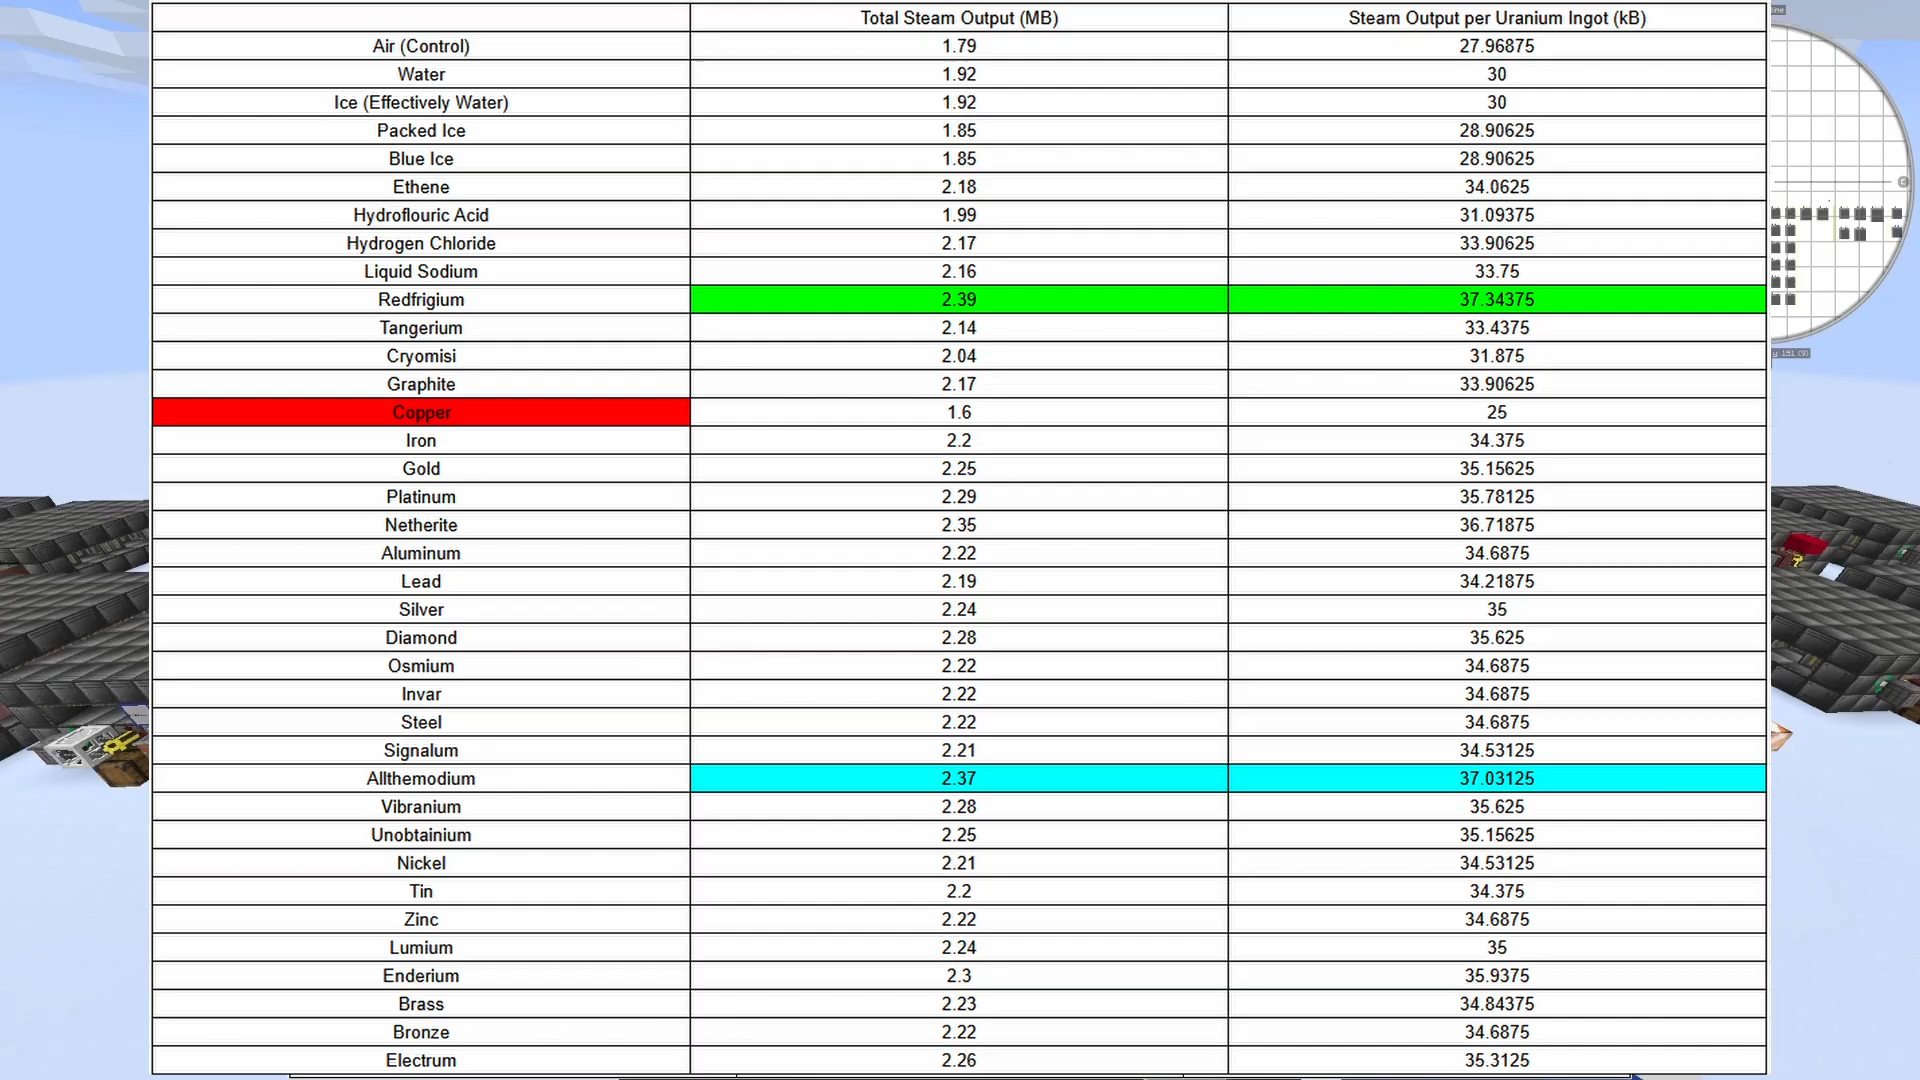 Total Steam Output (MB) Steam Output per Uranium Ingot (kB)
Air (Control) 1.79 27.96875
Water 1.92 30
Ice (Effectively Water) 1.92 30
Packed Ice 1.85 28.90625
Blue Ice 1.85 28.90625
Ethene 2.18 34.0625
Hydroflouric Acid 1.99 31.09375
Hydrogen Chloride 2.17 33.90625
Liquid Sodium 2.16 33.75
Redfrigium 2.39 37.34375
Tangerium 2.14 33.4375
Cryomisi 2.04 31.875
Graphite 2.17 33.90625
Copper 1.6 25
Iron 2.2 34.375
Gold 2.25 35.15625
Platinum 2.29 35.78125
Netherite 2.35 36.71875
Aluminum 2.22 34.6875
Lead 2.19 34.21875
Silver 2.24 35
Diamond 2.28 35.625
Osmium 2.22 34.6875
Invar 2.22 34.6875
Steel 2.22 34.6875
Signalum 2.21 34.53125
Allthemodium 2.37 37.03125
Vibranium 2.28 35.625
Unobtainium 2.25 35.15625
Nickel 2.21 34.53125
Tin 2.2 34.375
Zinc 2.22 34.6875
Lumium 2.24 35
Enderium 2.3 35.9375
Brass 2.23 34.84375
Bronze 2.22 34.6875
Electrum 2.26 35.3125